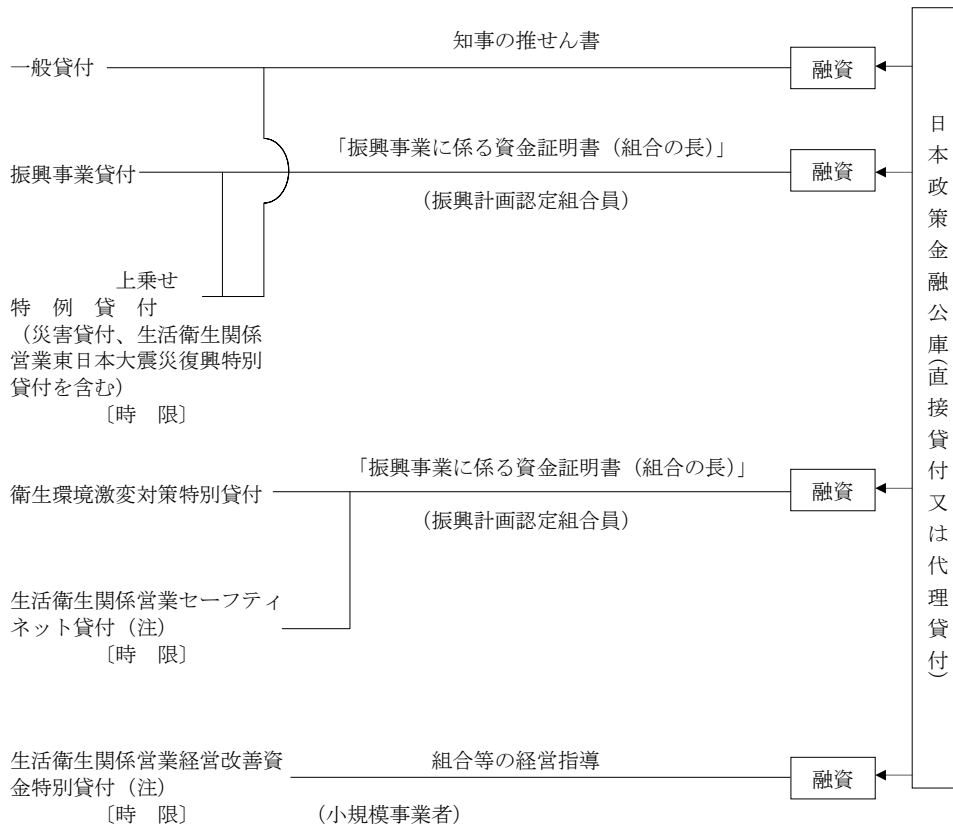 知事の推せん書
一般貸付
融資
「振興事業に係る資金証明書（組合の長）」
振興事業貸付
融資
（振興計画認定組合員）
上乗せ
特　例　貸　付
（災害貸付、生活衛生関係
営業東日本大震災復興特別
貸付を含む）
〔時　限〕
「振興事業に係る資金証明書（組合の長）」
衛生環境激変対策特別貸付
融資
（振興計画認定組合員）
生活衛生関係営業セーフティ
ネット貸付（注）
〔時　限〕
生活衛生関係営業経営改善資
金特別貸付（注）
〔時　限〕
組合等の経営指導
融資
（小規模事業者）
日本政策金融公庫（直接貸付又は代理貸付）